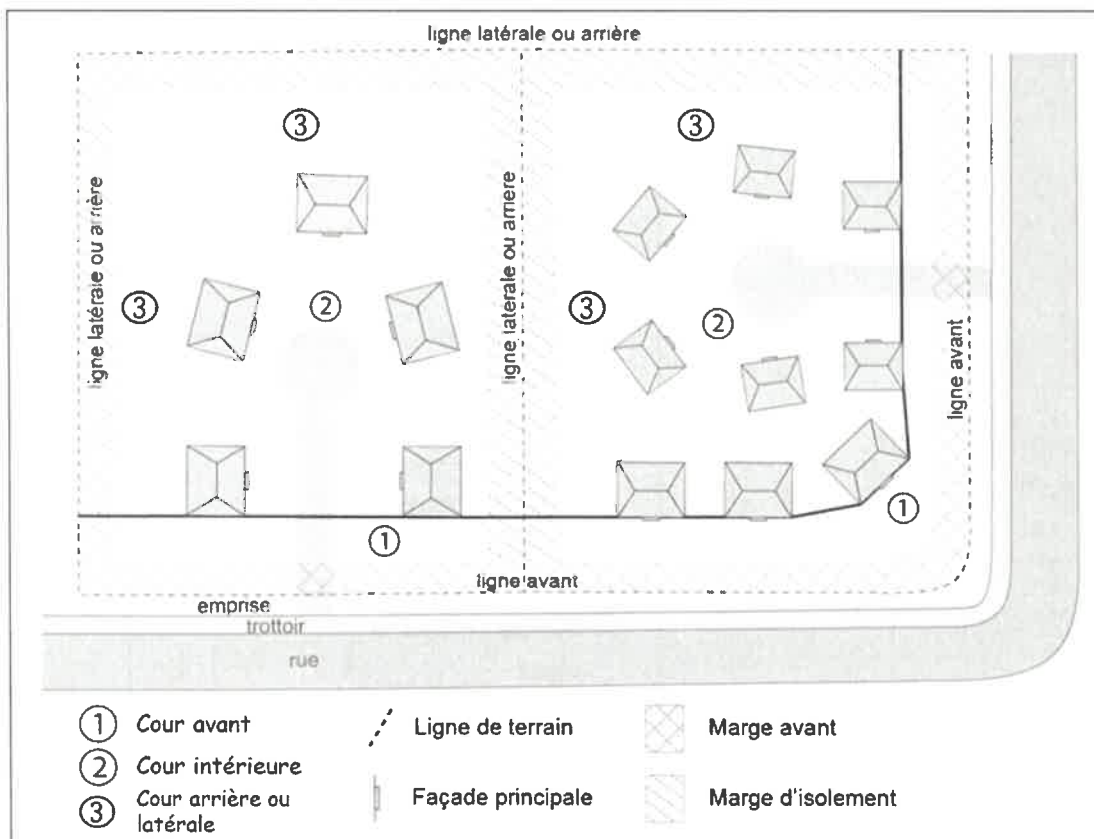 ligne latérale ou arrière
③ ③
ligne latérale ou arrière
ligne laterale ou arriere
③ ② ③ ②
ligne avant
① ①
ligne avant
emprise
trottoir
rue
① Cour avant
② Cour intérieure
③ Cour arrière ou
latérale
Ligne de terrain
Façade principale
Marge avant
Marge d'isolement